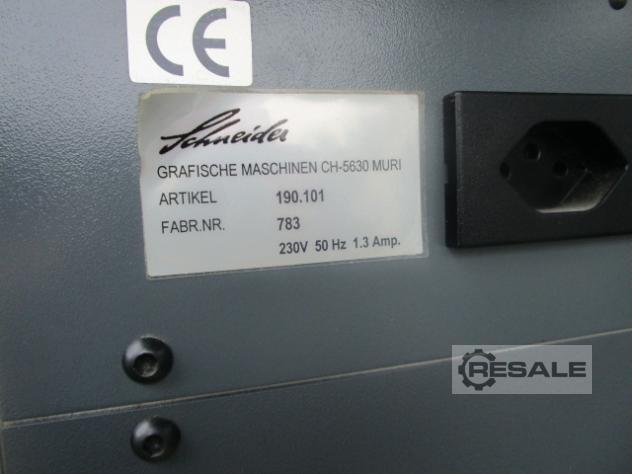 CE
Schneider
GRAFISCHE MASCHINEN CH-5630 MURI
ARTIKEL 190.101
FABR.NR. 783
230V 50 Hz 1.3 Amp.
RESALE